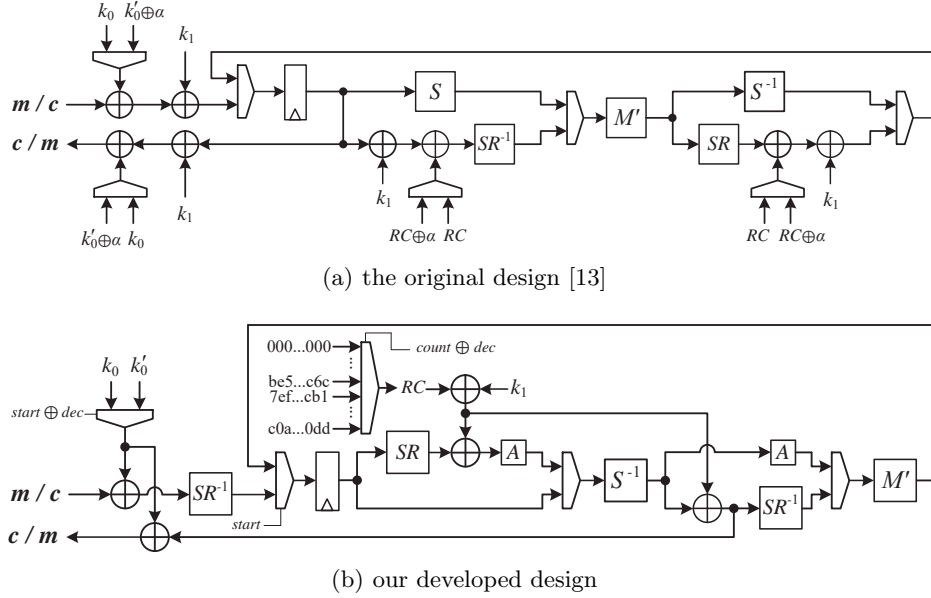 k₀ k′₀⊕α
k₁
m / c
S
S⁻¹
M′
c / m
SR⁻¹
SR
k₁
k₁
k₁
k′₀⊕α k₀
RC⊕α RC
RC RC⊕α
(a) the original design [13]
000...000
count ⊕ dec
k₀ k′₀
be5...c6c
RC
k₁
7ef...cb1
start ⊕ dec
c0a...0dd
SR
A
A
m / c
SR⁻¹
S⁻¹
M′
SR⁻¹
start
c / m
(b) our developed design